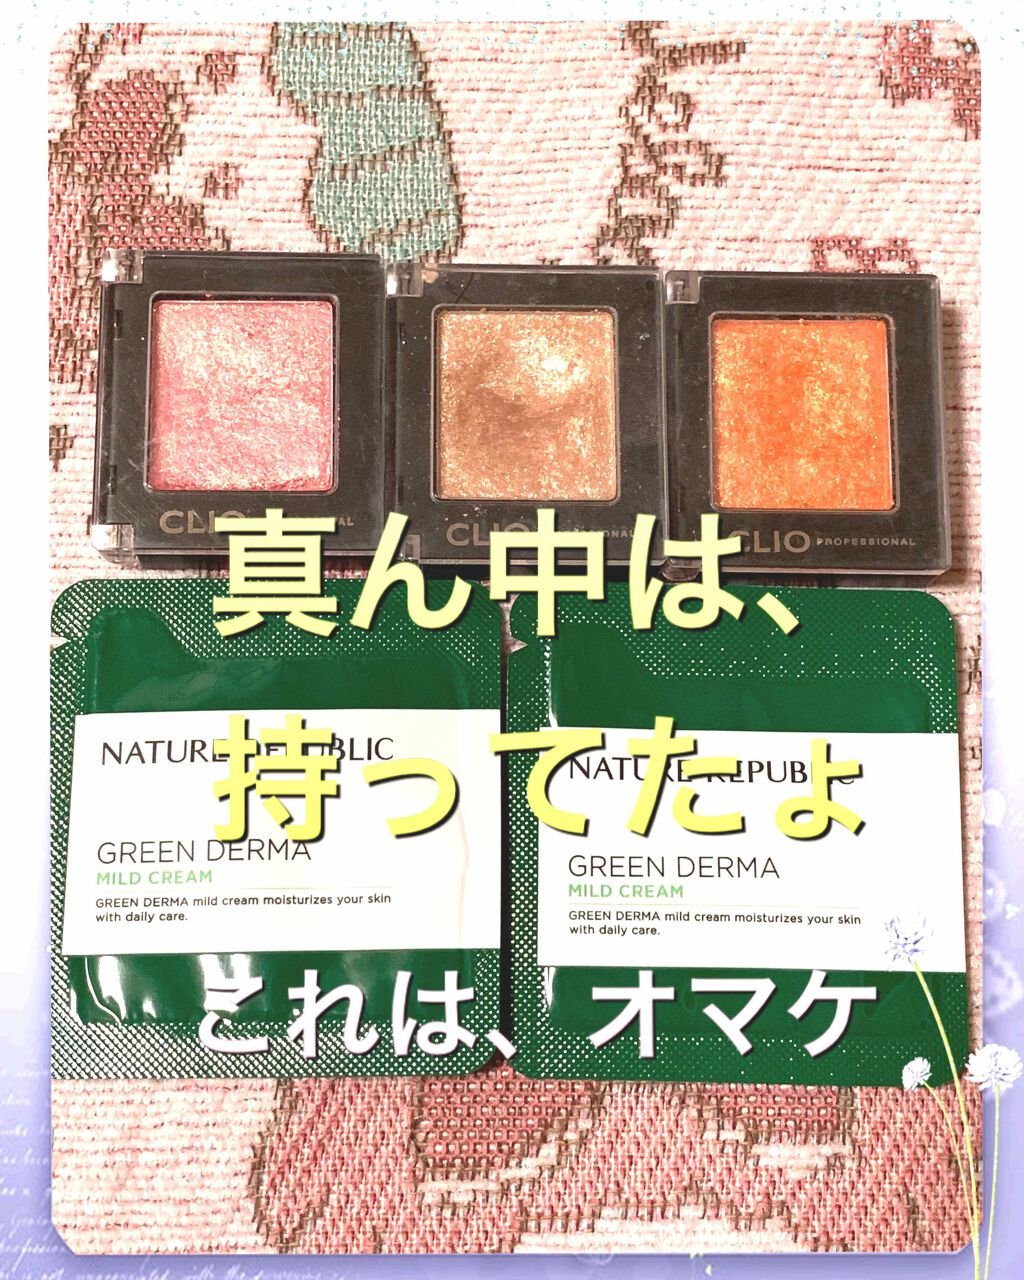 CLIO
CLIO
CLIO PROFESSIONAL
真ん中は、
持ってたょ
NATURE REPUBLIC
GREEN DERMA
MILD CREAM
GREEN DERMA mild cream moisturizes your skin
with daily care.
NATURE REPUBLIC
GREEN DERMA
MILD CREAM
GREEN DERMA mild cream moisturizes your skin
with daily care.
これは、オマケ